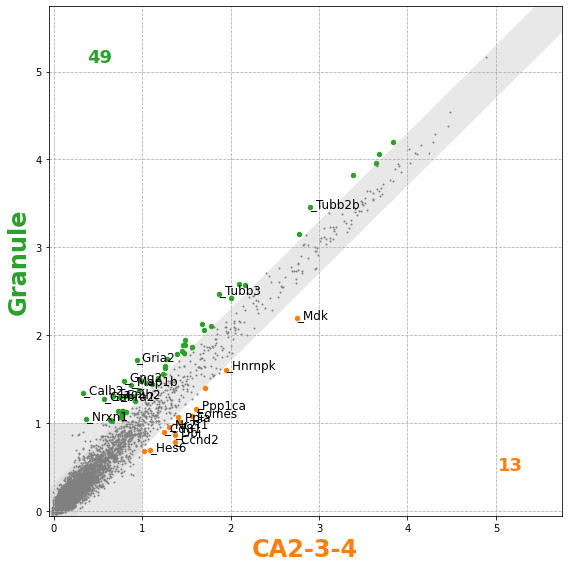 49
5
4
3
2
1
0
Granule
_Tubb2b
_Tubb3
_Mdk
_Gria2
_Hnrnpk
_Map1b
_Calb2
_Nrxn1
_Ppp1ca
_Eomes
_Ccnd2
_Hes6
13
0
1
2
3
4
5
CA2-3-4